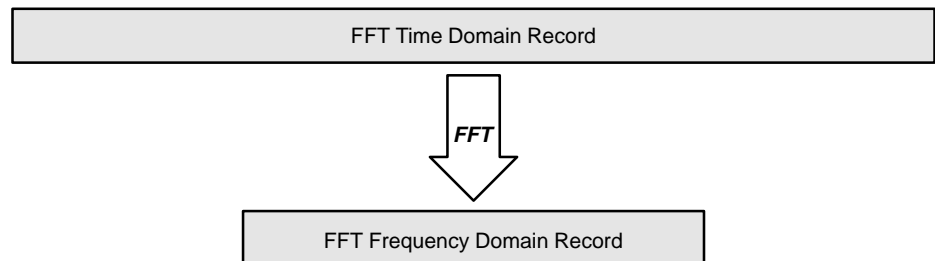 FFT Time Domain Record
FFT
FFT Frequency Domain Record